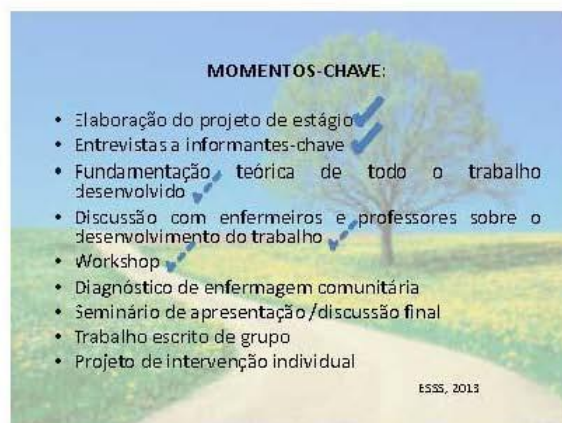 MOMENTOS-CHAVE:
• Elaboração do projeto de estágio
• Entrevistas a informantes-chave
• Fundamentação teórica de todo o trabalho
desenvolvido
• Discussão com enfermeiros e professores sobre o
desenvolvimento do trabalho
• Workshop
• Diagnóstico de enfermagem comunitária
• Seminário de apresentação /discussão final
• Trabalho escrito de grupo
• Projeto de intervenção individual
ESSS, 2013